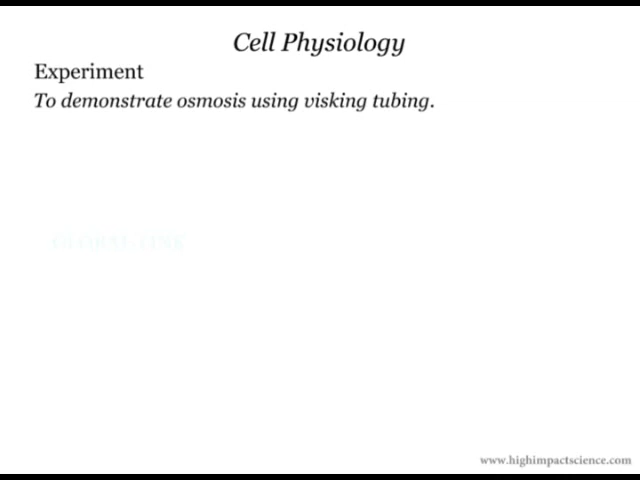 Cell Physiology
Experiment
To demonstrate osmosis using visking tubing.
www.highimpactscience.com